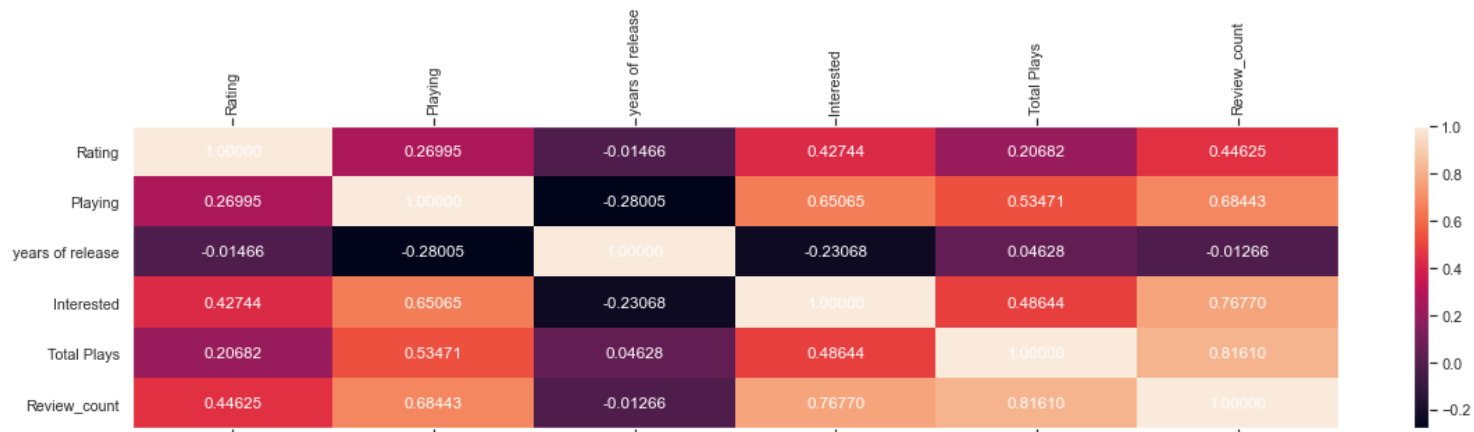 Rating Playing years of release Interested Total Plays Review_count
Rating 1.00000 0.26995 -0.01466 0.42744 0.20682 0.44625
Playing 0.26995 1.00000 -0.28005 0.65065 0.53471 0.68443
years of release -0.01466 -0.28005 1.00000 -0.23068 0.04628 -0.01266
Interested 0.42744 0.65065 -0.23068 1.00000 0.48644 0.76770
Total Plays 0.20682 0.53471 0.04628 0.48644 1.00000 0.81610
Review_count 0.44625 0.68443 -0.01266 0.76770 0.81610 1.00000
1.0
0.8
0.6
0.4
0.2
0.0
−0.2